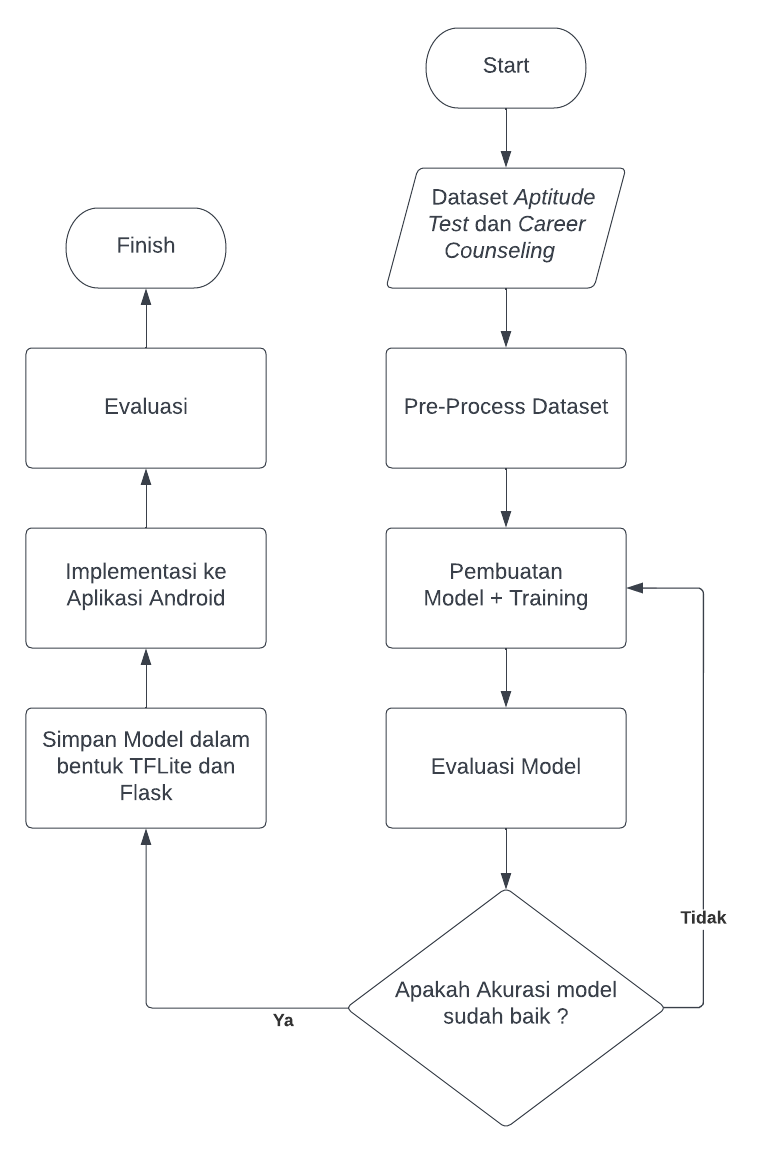 Start
Dataset Aptitude
Test dan Career
Counseling
Pre-Process Dataset
Pembuatan
Model + Training
Evaluasi Model
Apakah Akurasi model
sudah baik ?
Tidak
Ya
Simpan Model dalam
bentuk TFLite dan
Flask
Implementasi ke
Aplikasi Android
Evaluasi
Finish